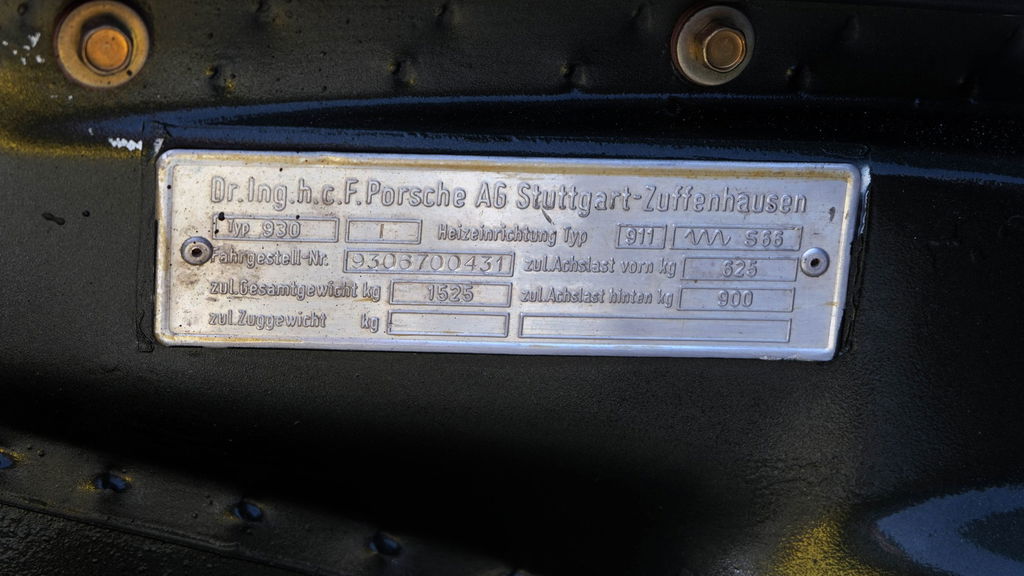 Dr. Ing. h. c. F. Porsche AG Stuttgart-Zuffenhausen
Typ 930 I Heizeinrichtung Typ 911 S66
Fahrgestell-Nr. 9306700431 zul. Achslast vorn kg 625
zul. Gesamtgewicht kg 1525 zul. Achslast hinten kg 900
zul. Zuggewicht kg